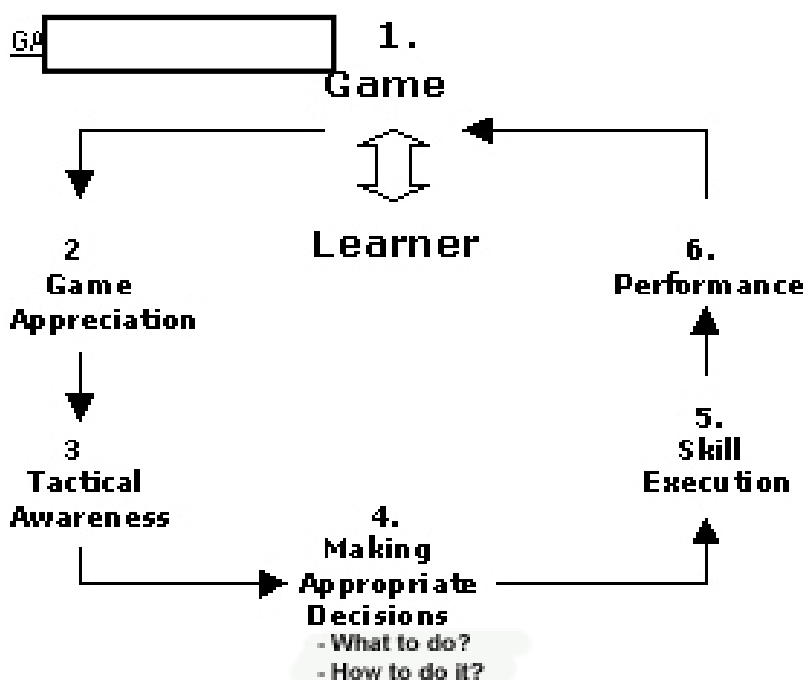 GA
1.
Game
Learner
2
Game
Appreciation
3
Tactical
Awareness
4.
Making
Appropriate
Decisions
- What to do?
- How to do it?
5.
Skill
Execution
6.
Performance